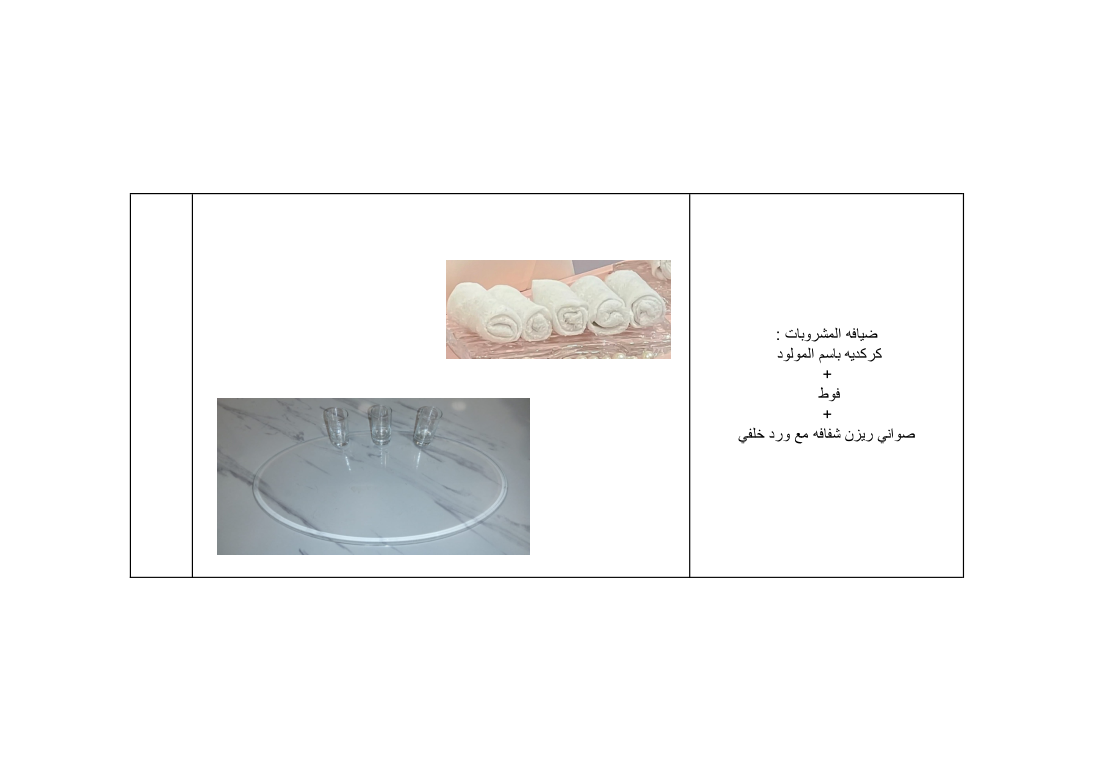 ضيافه المشروبات :
كركديه باسم المولود
+
فوط
+
صواني ريزن شفافه مع ورد خلفي